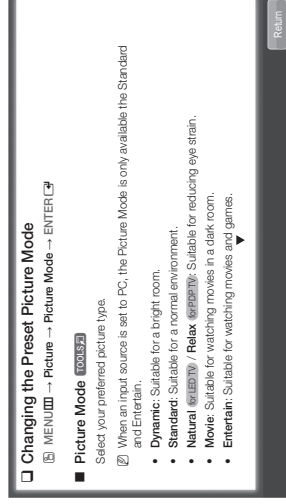 Changing the Preset Picture Mode
MENU → Picture → Picture Mode → ENTER
Picture Mode TOOLS
Select your preferred picture type.
When an input source is set to PC, the Picture Mode is only available the Standard
and Entertain.
• Dynamic: Suitable for a bright room.
• Standard: Suitable for a normal environment.
• Natural for LED TV / Relax for PDP TV: Suitable for reducing eye strain.
• Movie: Suitable for watching movies in a dark room.
• Entertain: Suitable for watching movies and games.
Return